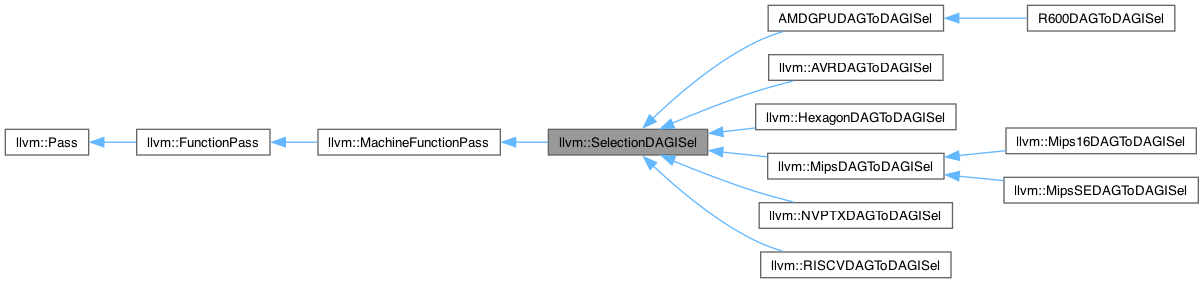 llvm::Pass
llvm::FunctionPass
llvm::MachineFunctionPass
llvm::SelectionDAGISel
AMDGPUDAGToDAGISel
R600DAGToDAGISel
llvm::AVRDAGToDAGISel
llvm::HexagonDAGToDAGISel
llvm::MipsDAGToDAGISel
llvm::Mips16DAGToDAGISel
llvm::MipsSEDAGToDAGISel
llvm::NVPTXDAGToDAGISel
llvm::RISCVDAGToDAGISel